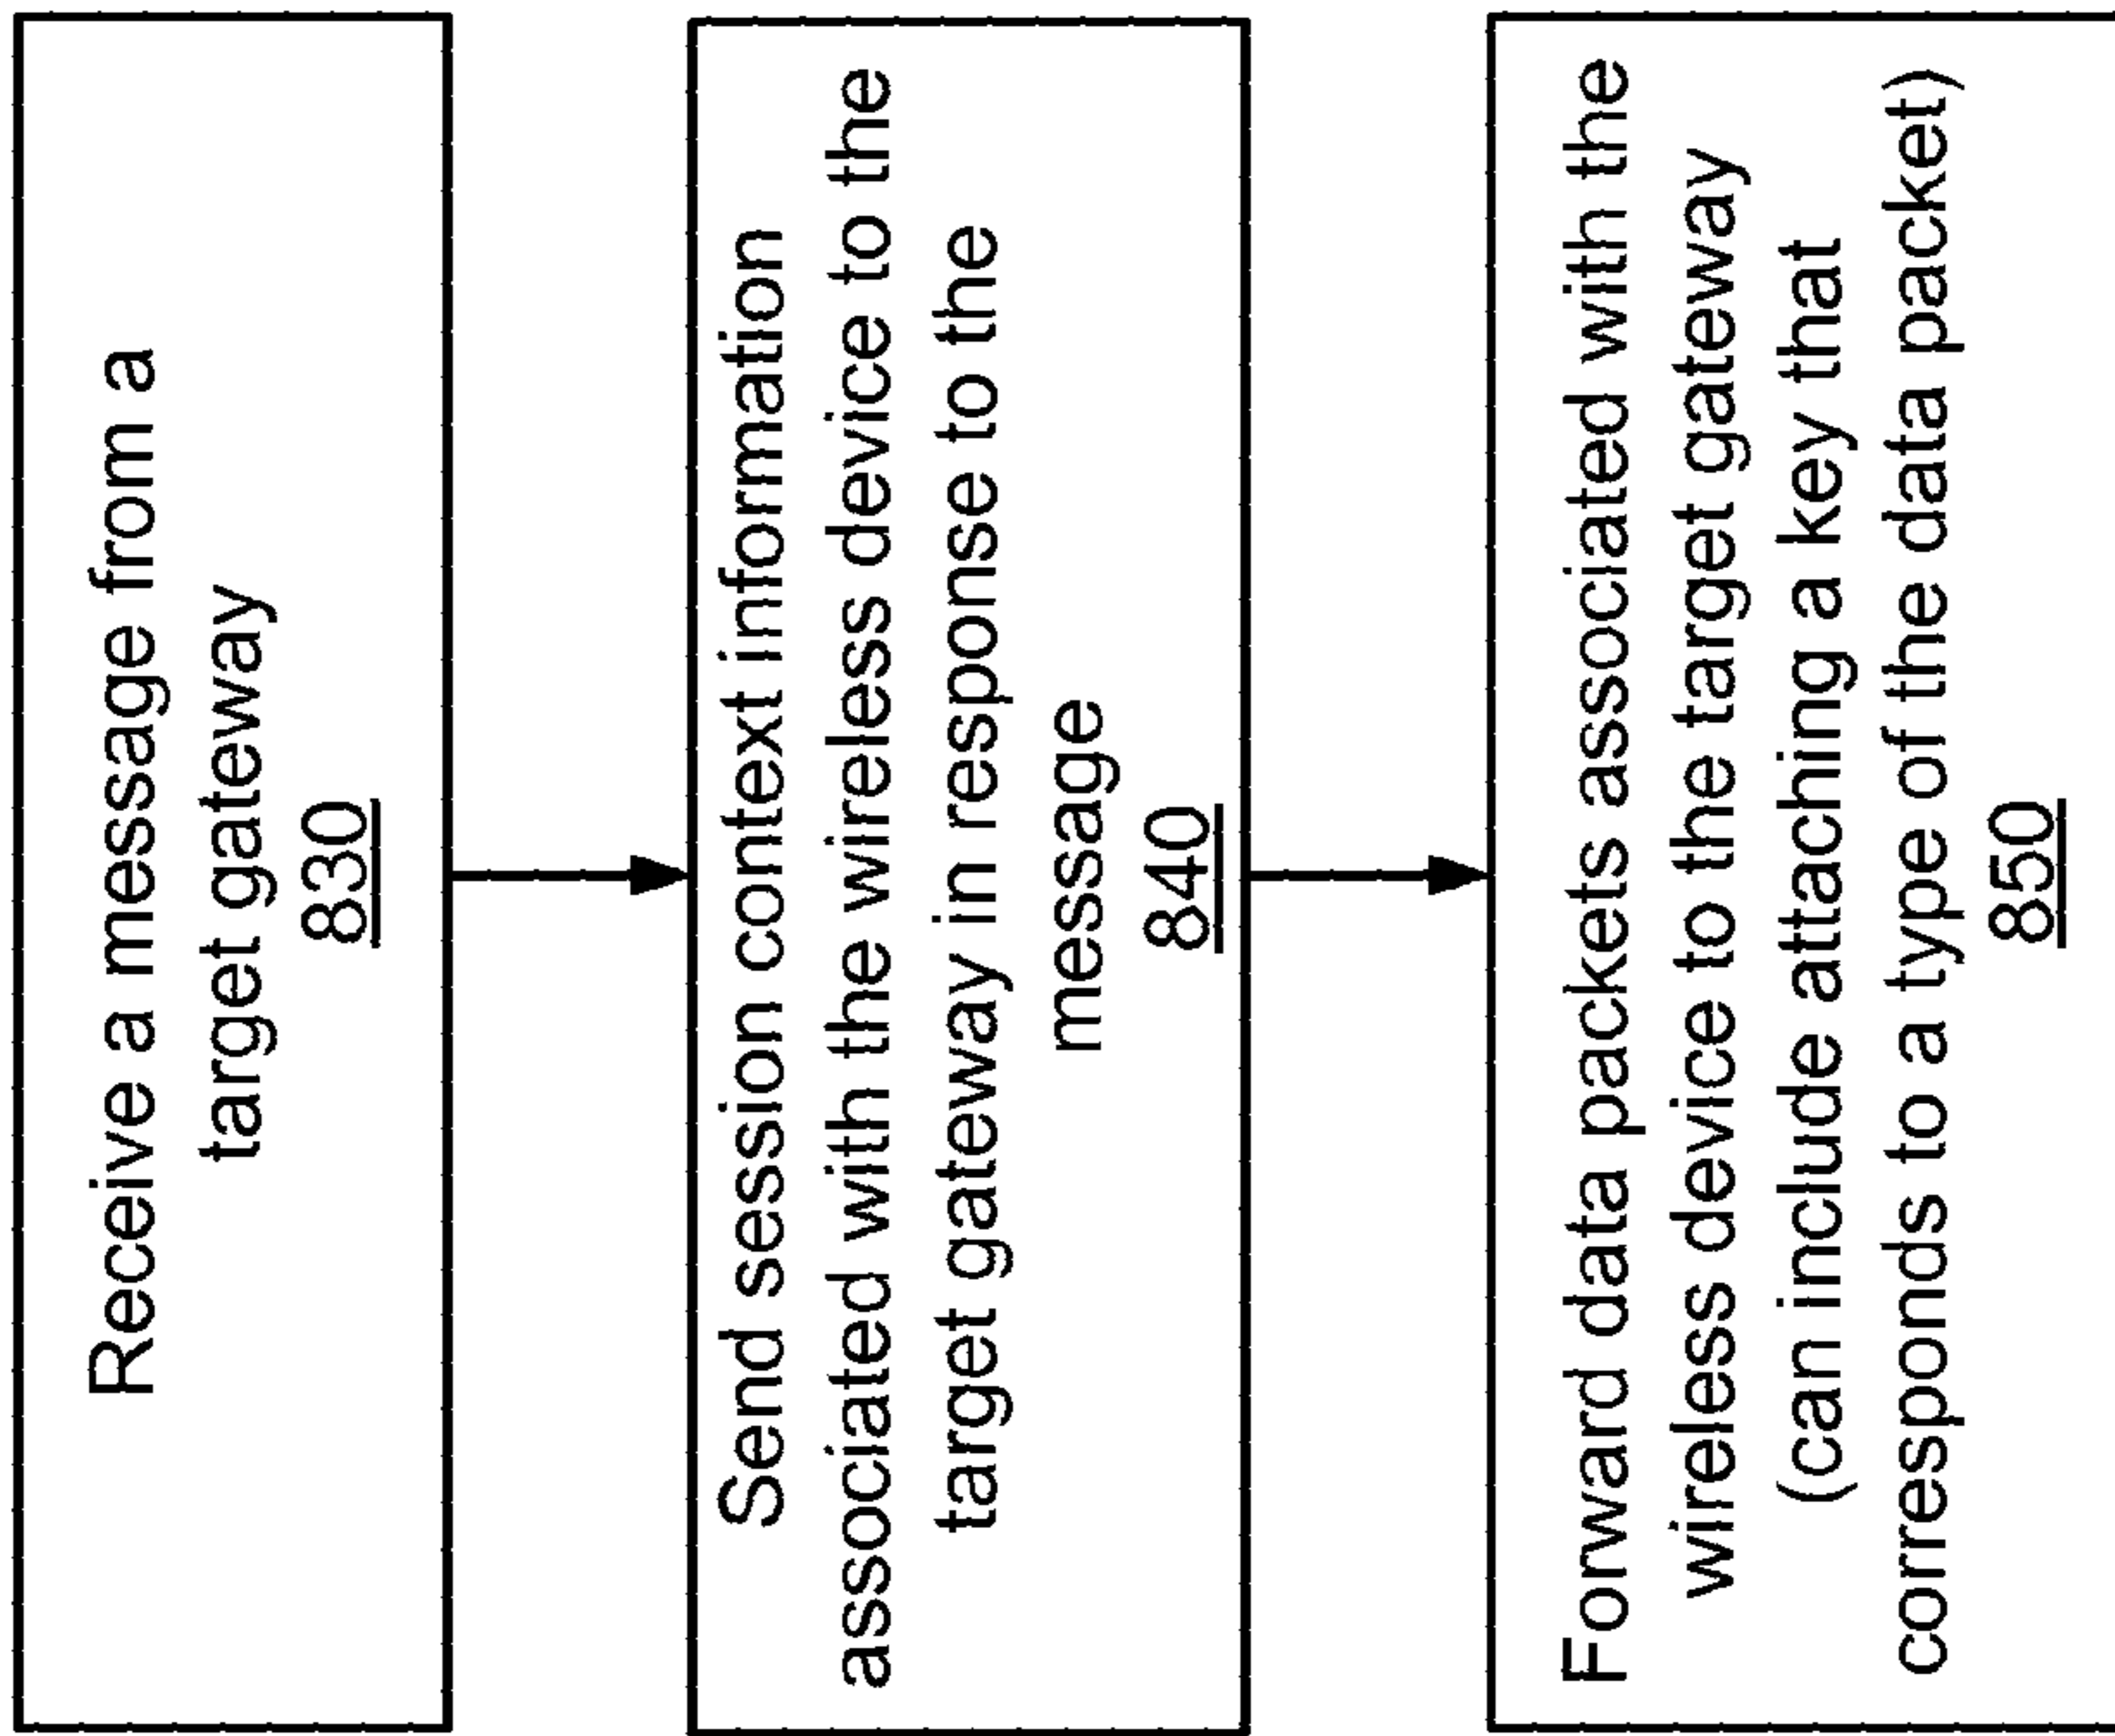 Receive a message from a
target gateway
830
Send session context information
associated with the wireless device to the
target gateway in response to the
message
840
Forward data packets associated with the
wireless device to the target gateway
(can include attaching a key that
corresponds to a type of the data packet)
850